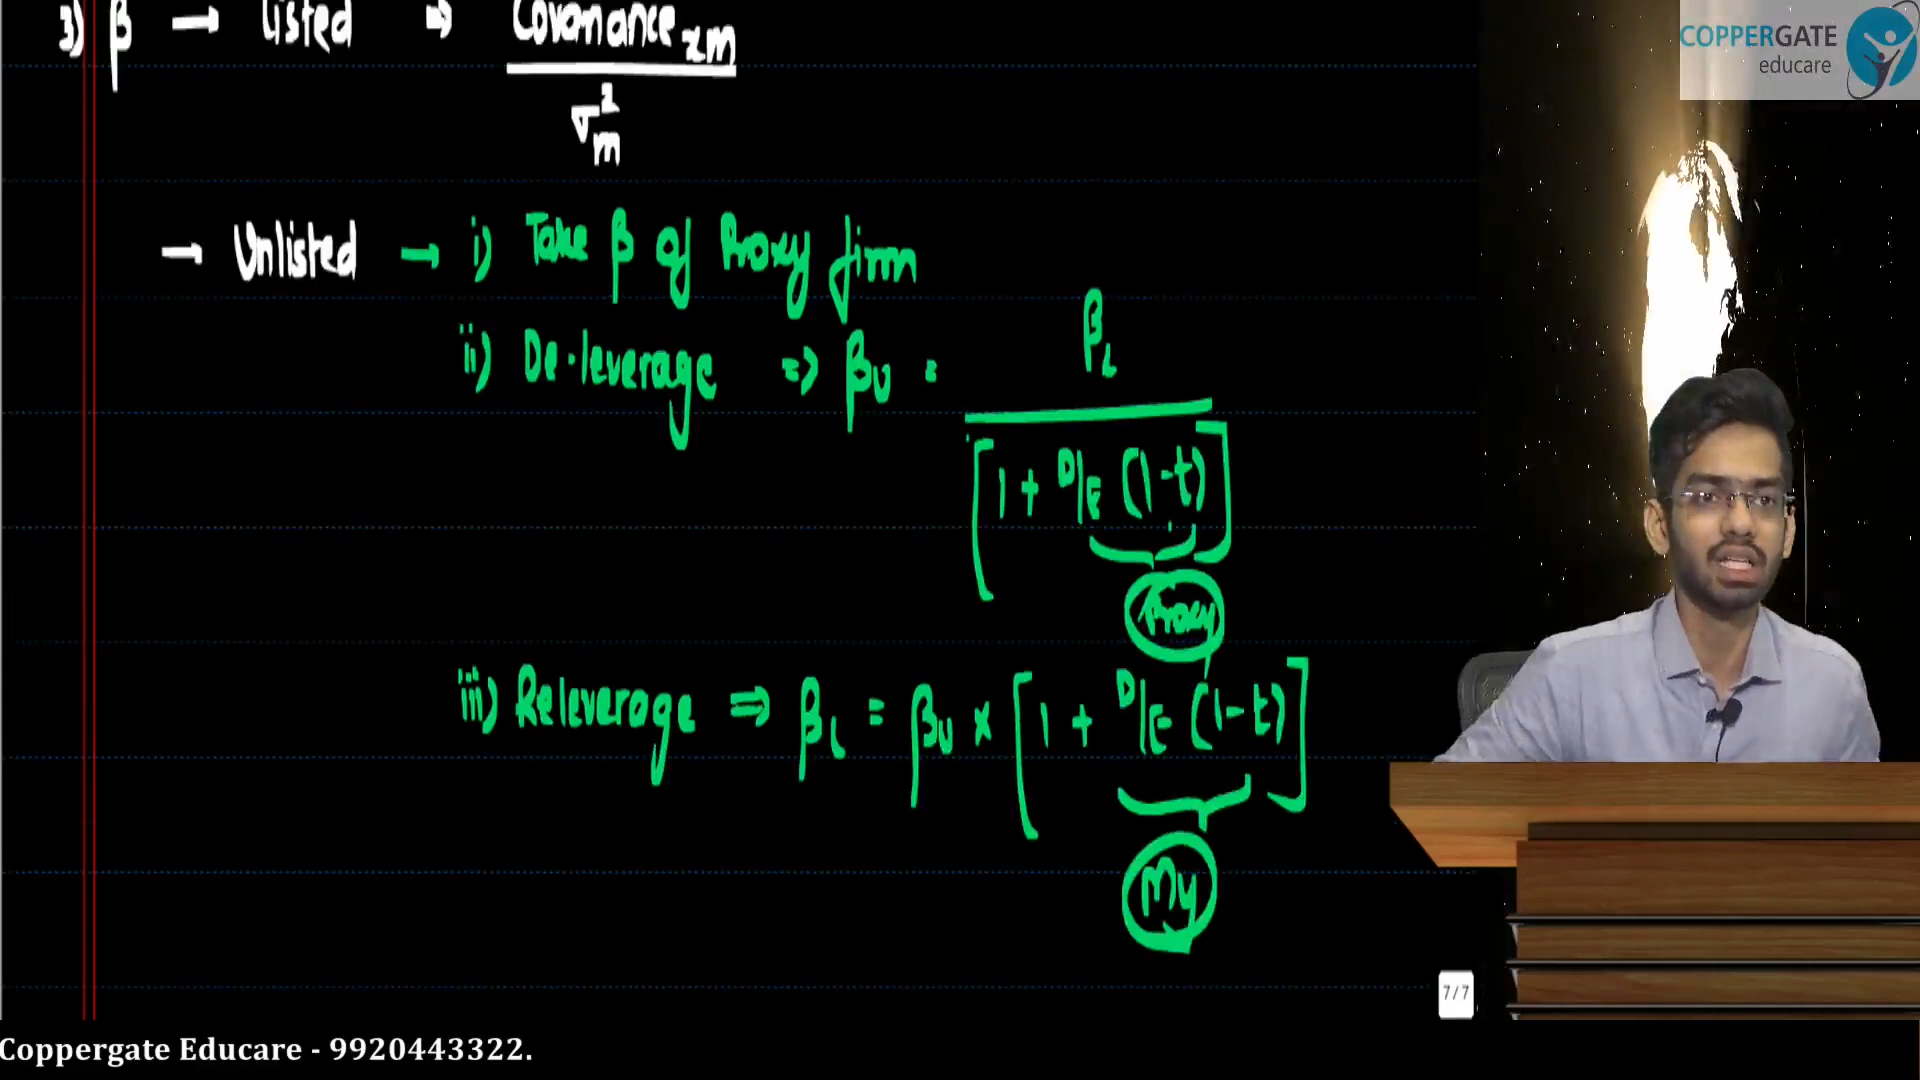 3) β → Listed ⇒ Covariance xm
σ²m
COPPERGATE
educare
→ Unlisted → i) Take β of Proxy firm
ii) De-leverage ⇒ βU = βL
[1 + D/E (1-t)]
Proxy
iii) Releverage ⇒ βL = βU × [1 + D/E (1-t)]
My
7/7
Coppergate Educare - 9920443322.